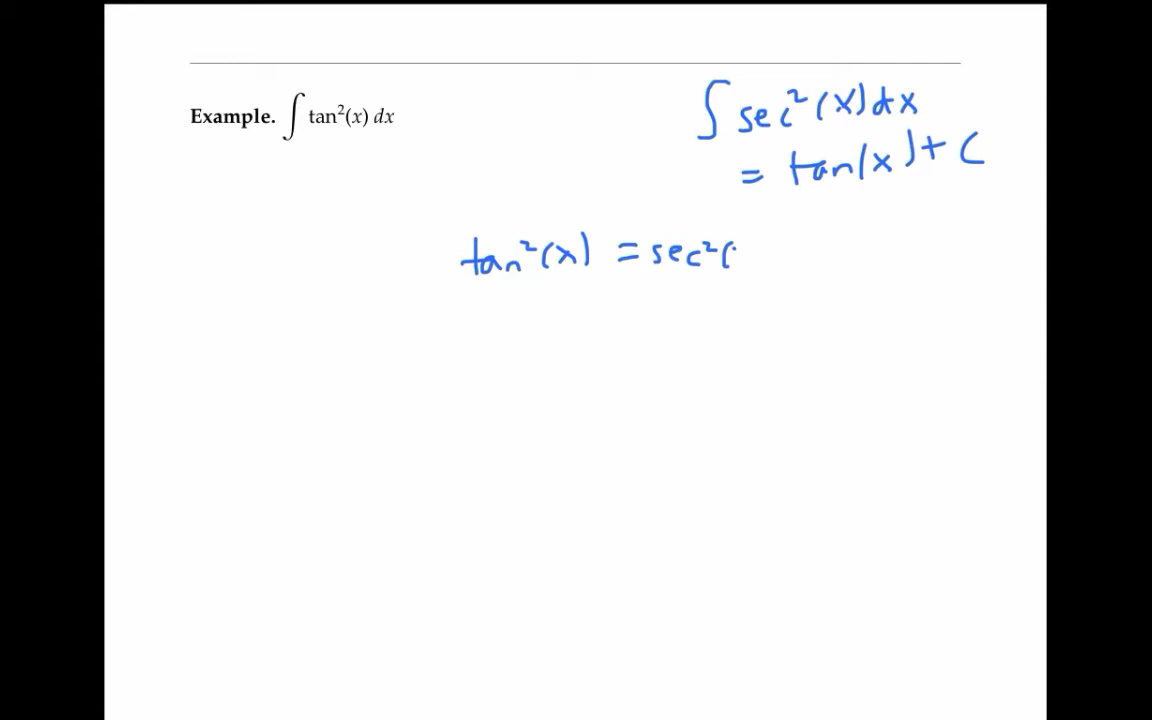 Example. ∫ tan²(x) dx
∫ sec²(x) dx
= tan(x) + C
tan²(x) = sec²(